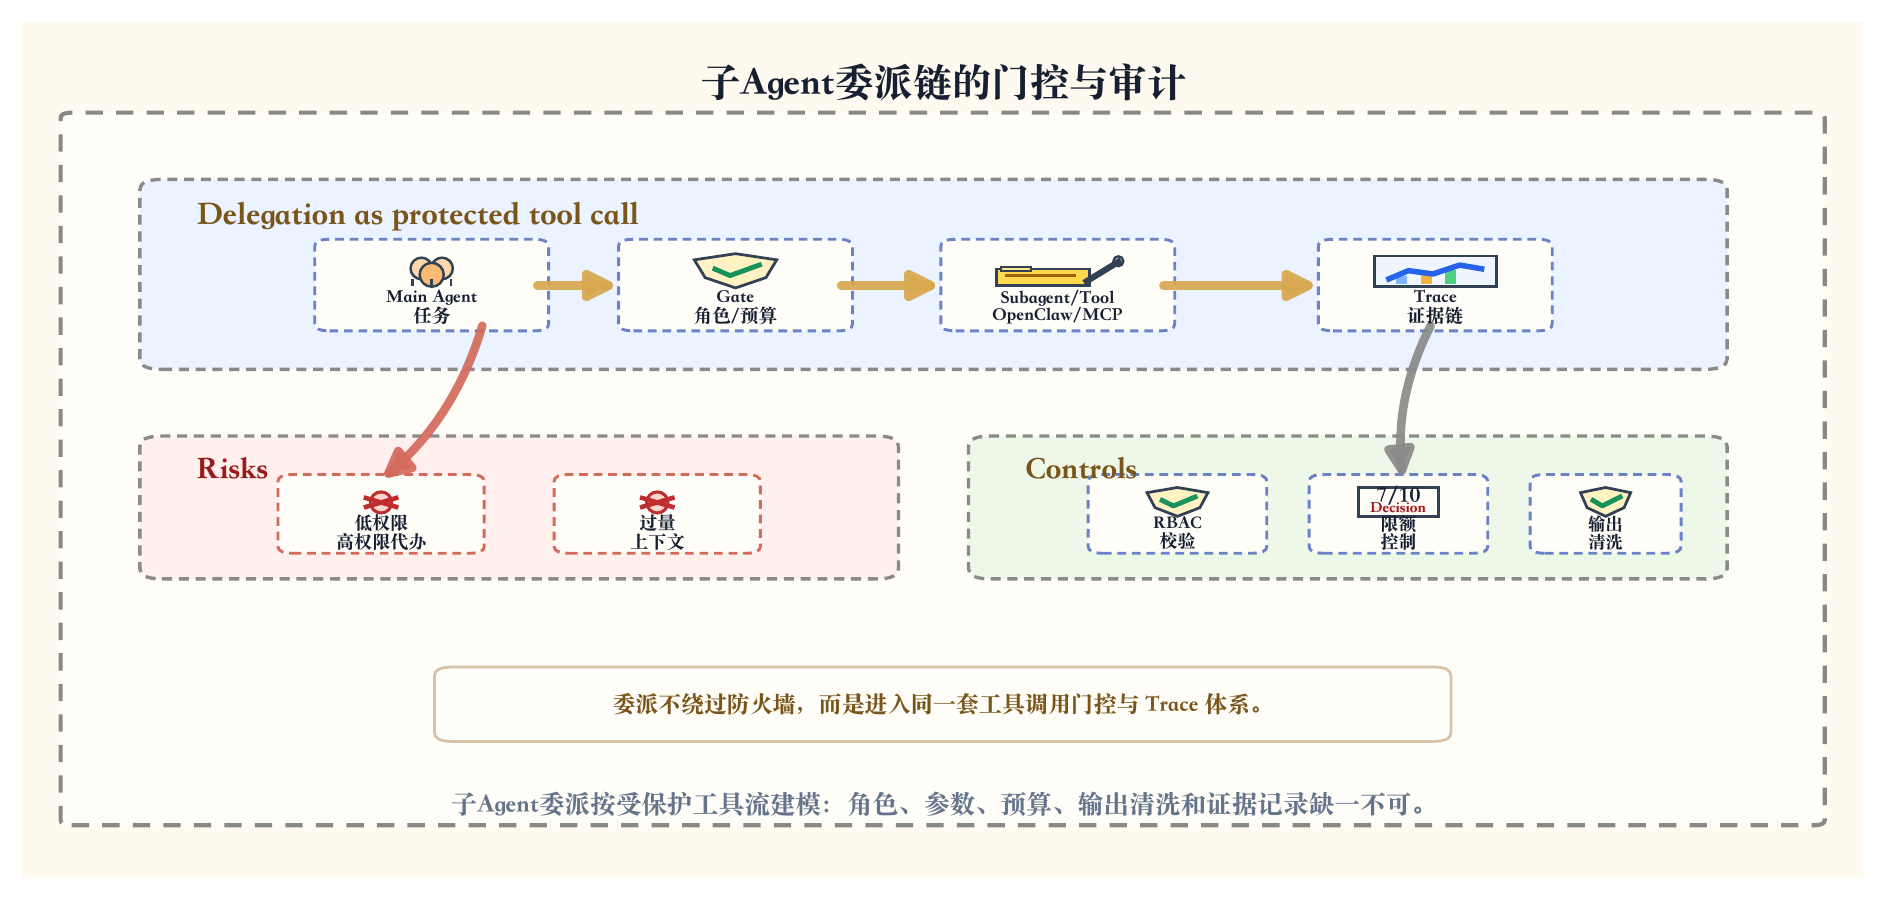 子Agent委派链的门控与审计
Delegation as protected tool call
Main Agent
任务
Gate
角色/预算
Subagent/Tool
OpenClaw/MCP
Trace
证据链
Risks
低权限
高权限代办
过量
上下文
Controls
RBAC
校验
7/10
Decision
限额
控制
输出
清洗
委派不绕过防火墙，而是进入同一套工具调用门控与 Trace 体系。
子Agent委派按受保护工具流建模：角色、参数、预算、输出清洗和证据记录缺一不可。